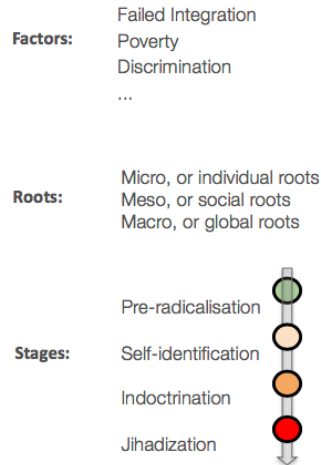 Failed Integration
Factors: Poverty
Discrimination
...
Micro, or individual roots
Roots: Meso, or social roots
Macro, or global roots
Pre-radicalisation
Stages: Self-identification
Indoctrination
Jihadization